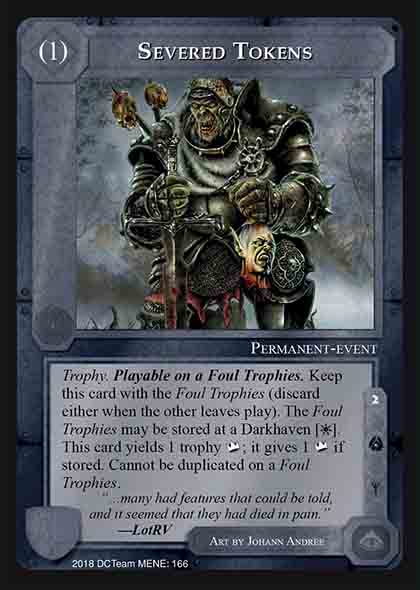 (1)
SEVERED TOKENS
PERMANENT-EVENT
Trophy. Playable on a Foul Trophies. Keep
this card with the Foul Trophies (discard
either when the other leaves play). The Foul
Trophies may be stored at a Darkhaven [☀].
This card yields 1 trophy ; it gives 1 if
stored. Cannot be duplicated on a Foul
Trophies.
"...many had features that could be told,
and it seemed that they had died in pain."
—LotRV
2
ART BY JOHANN ANDREE
2018 DCTeam MENE: 166